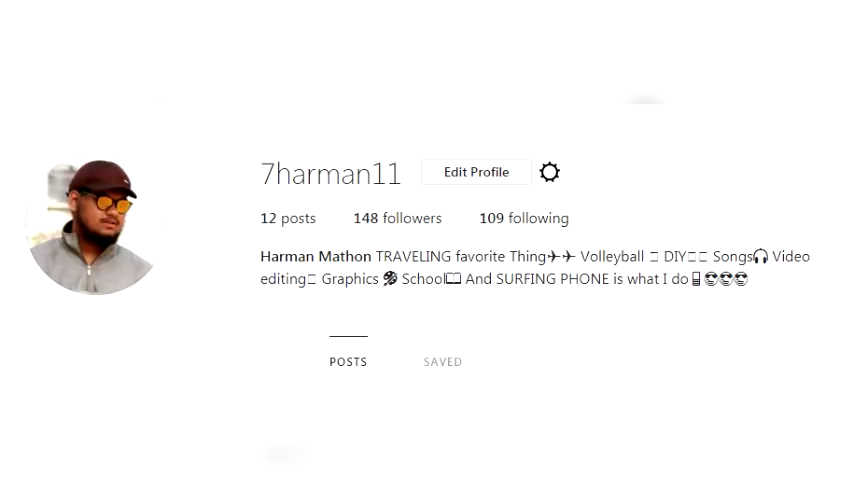 7harman11 Edit Profile
12 posts 148 followers 109 following
Harman Mathon TRAVELING favorite Thing✈✈ Volleyball □ DIY□□ Songs🎧 Video
editing□ Graphics 🎨 School📖 And SURFING PHONE is what I do📱😎😎😎
POSTS SAVED